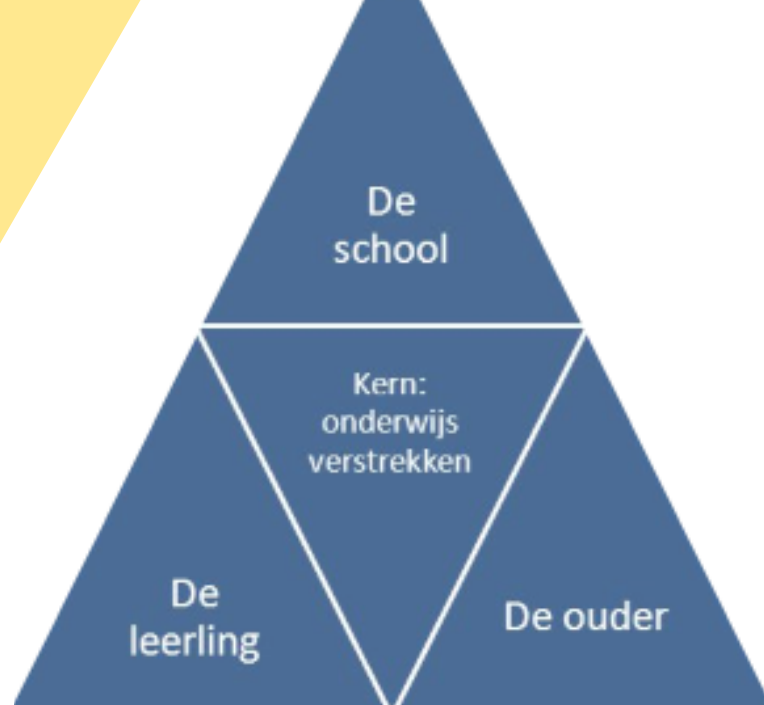 De
school
Kern:
onderwijs
verstrekken
De
leerling
De ouder